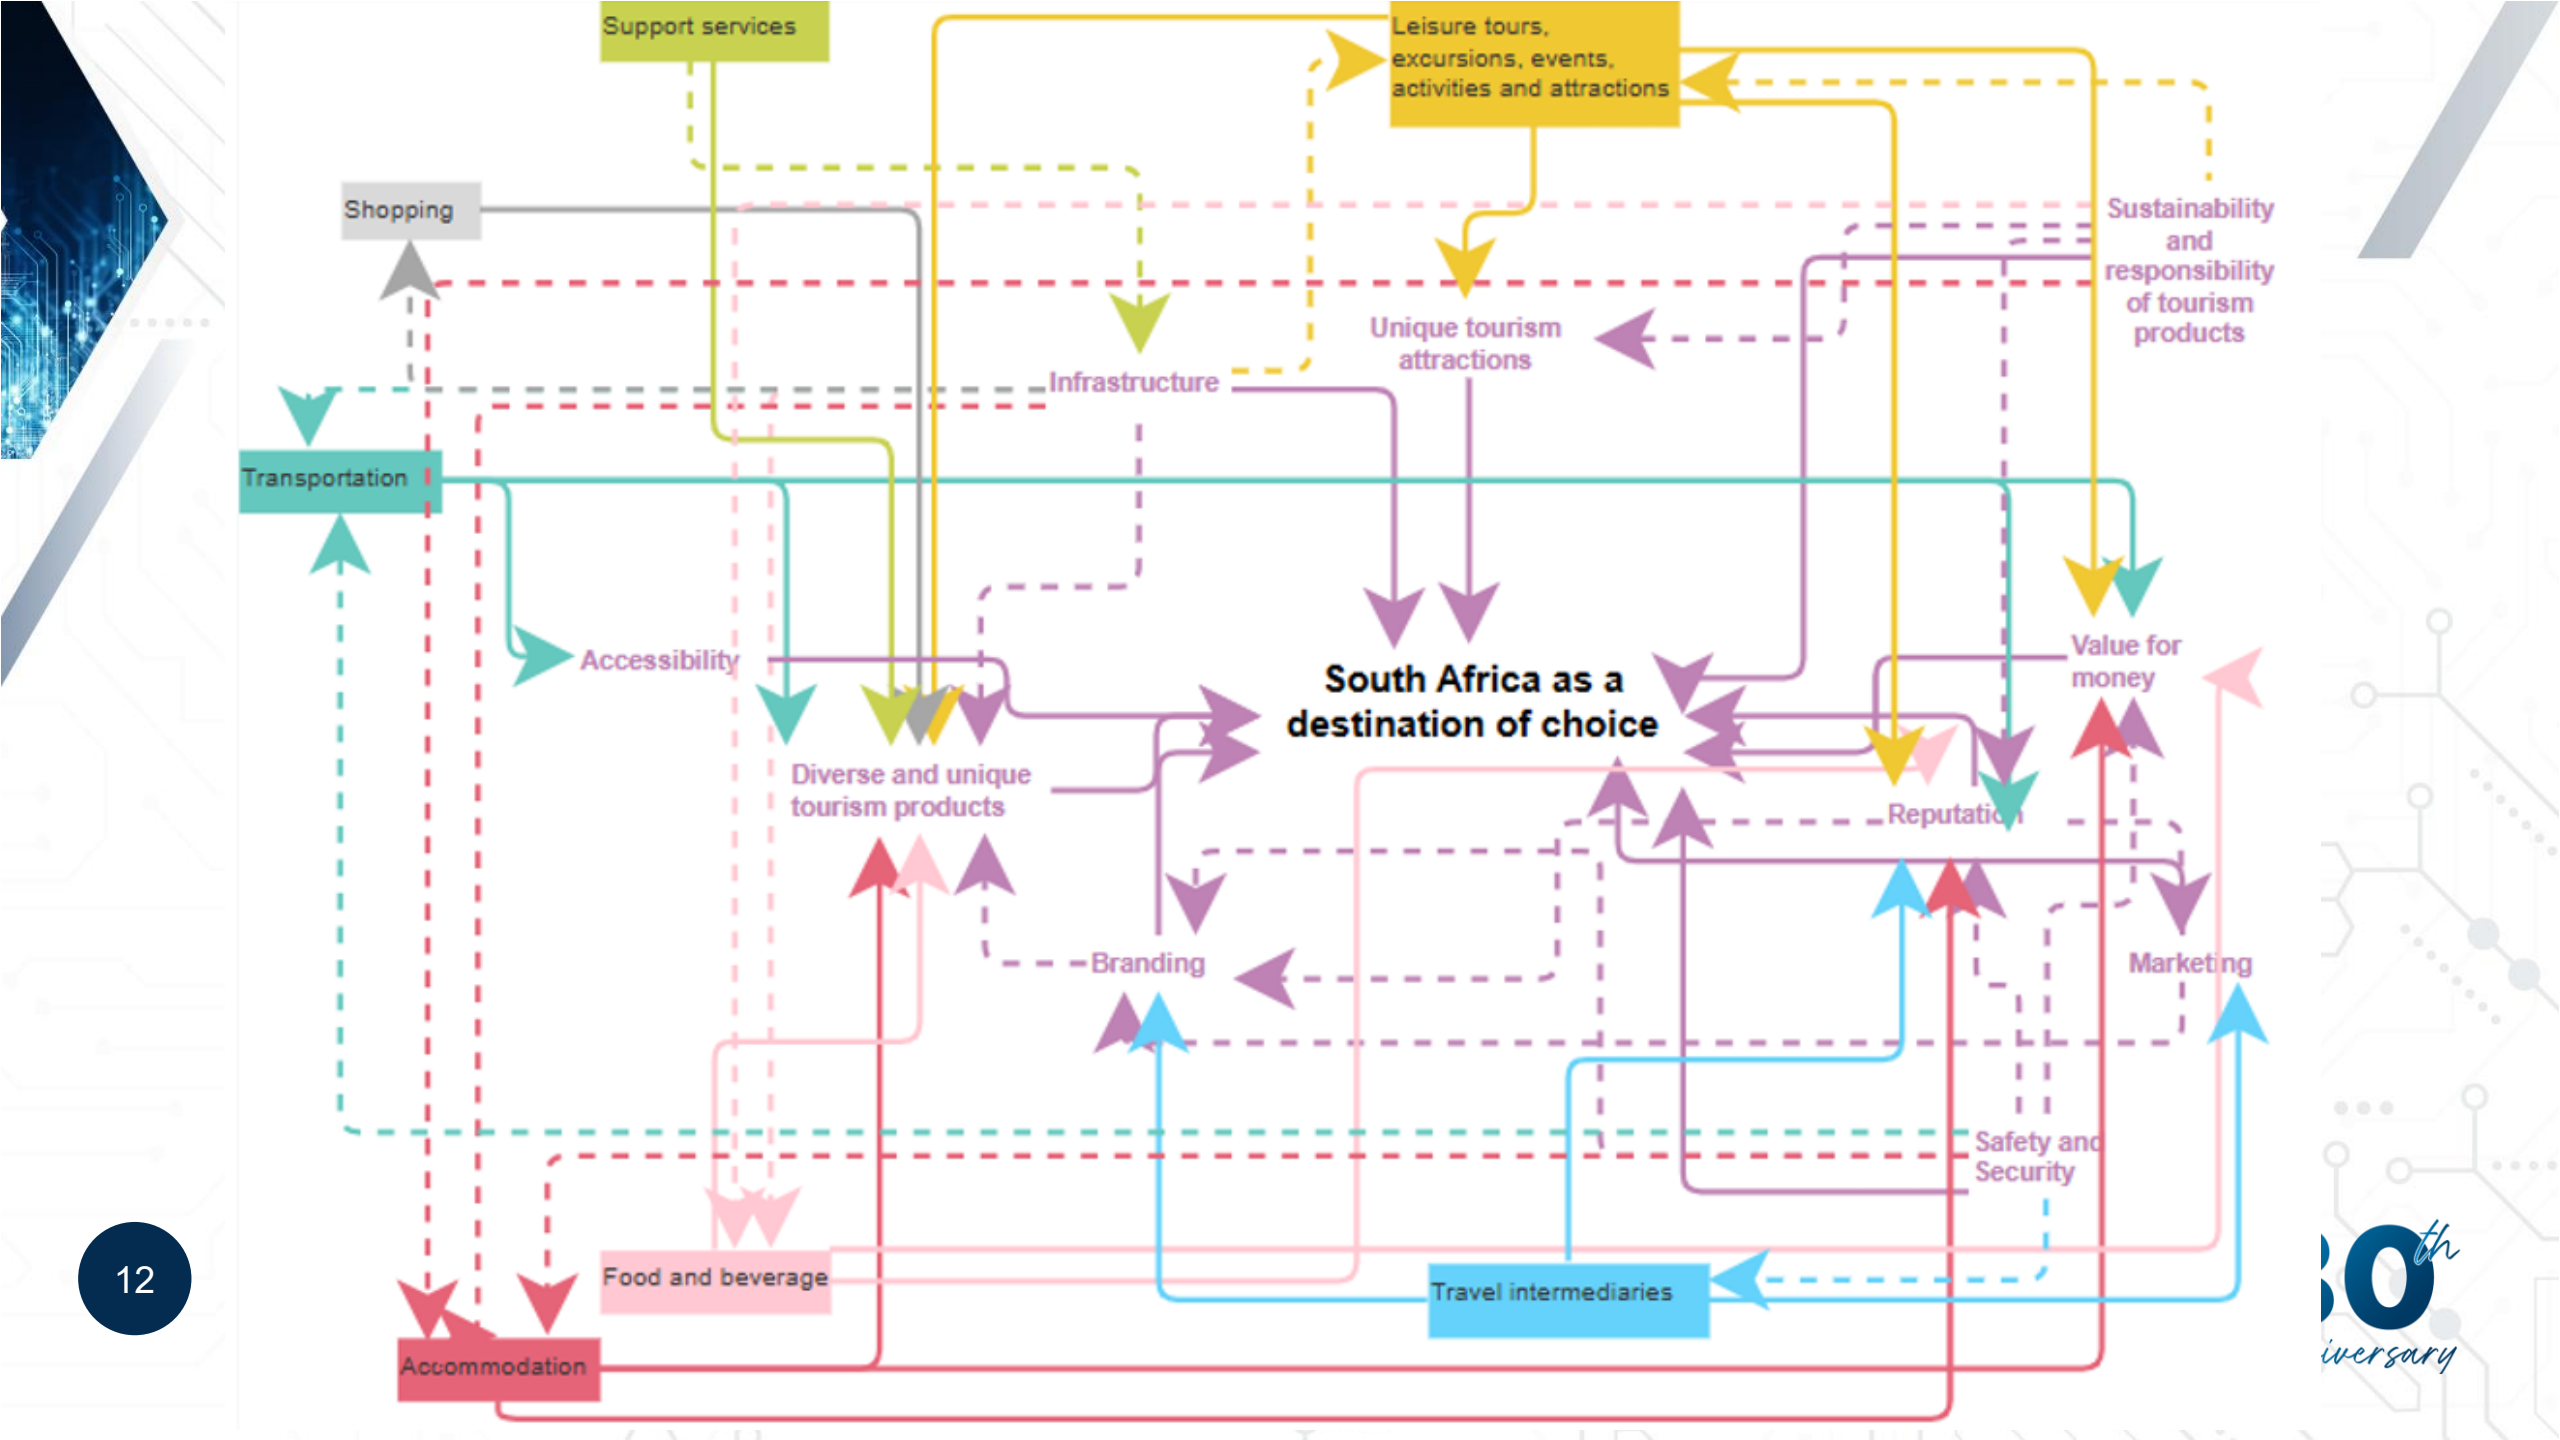 Support services
Leisure tours,
excursions, events,
activities and attractions
Shopping
Sustainability
and
responsibility
of tourism
products
Unique tourism
attractions
Infrastructure
Transportation
Accessibility
Value for
money
South Africa as a
destination of choice
Diverse and unique
tourism products
Reputation
Branding
Marketing
Safety and
Security
12
Food and beverage
Travel intermediaries
Accommodation
0th
iversary